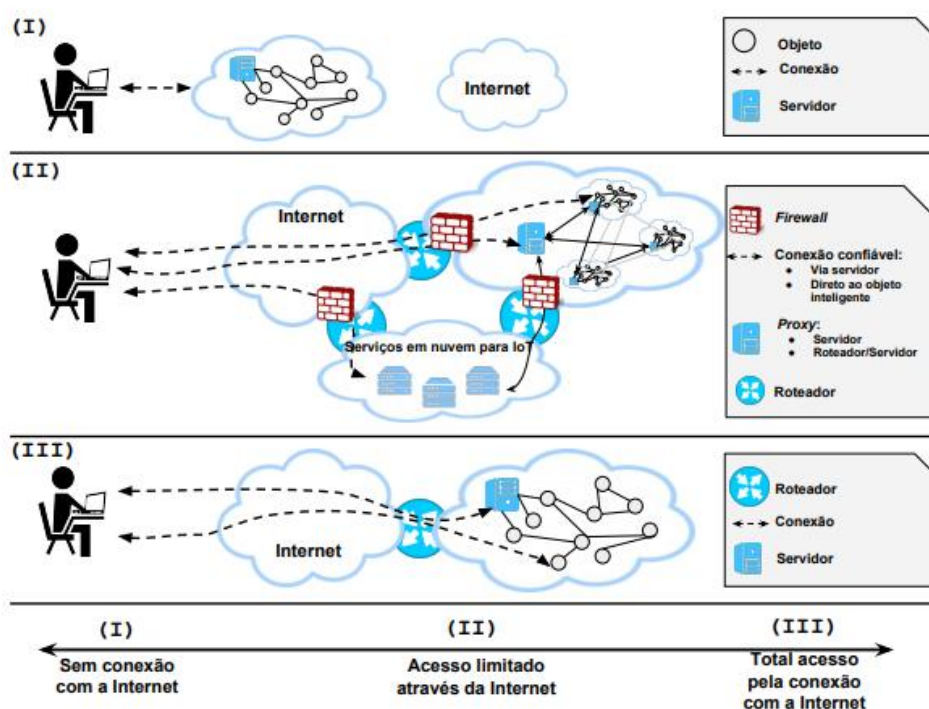 (I)
Internet
Objeto
Conexão
Servidor
(II)
Internet
Serviços em nuvem para IoT
Firewall
Conexão confiável:
• Via servidor
• Direto ao objeto
inteligente
Proxy:
• Servidor
• Roteador/Servidor
Roteador
(III)
Internet
Roteador
Conexão
Servidor
(I)
Sem conexão
com a Internet
(II)
Acesso limitado
através da Internet
(III)
Total acesso
pela conexão
com a Internet